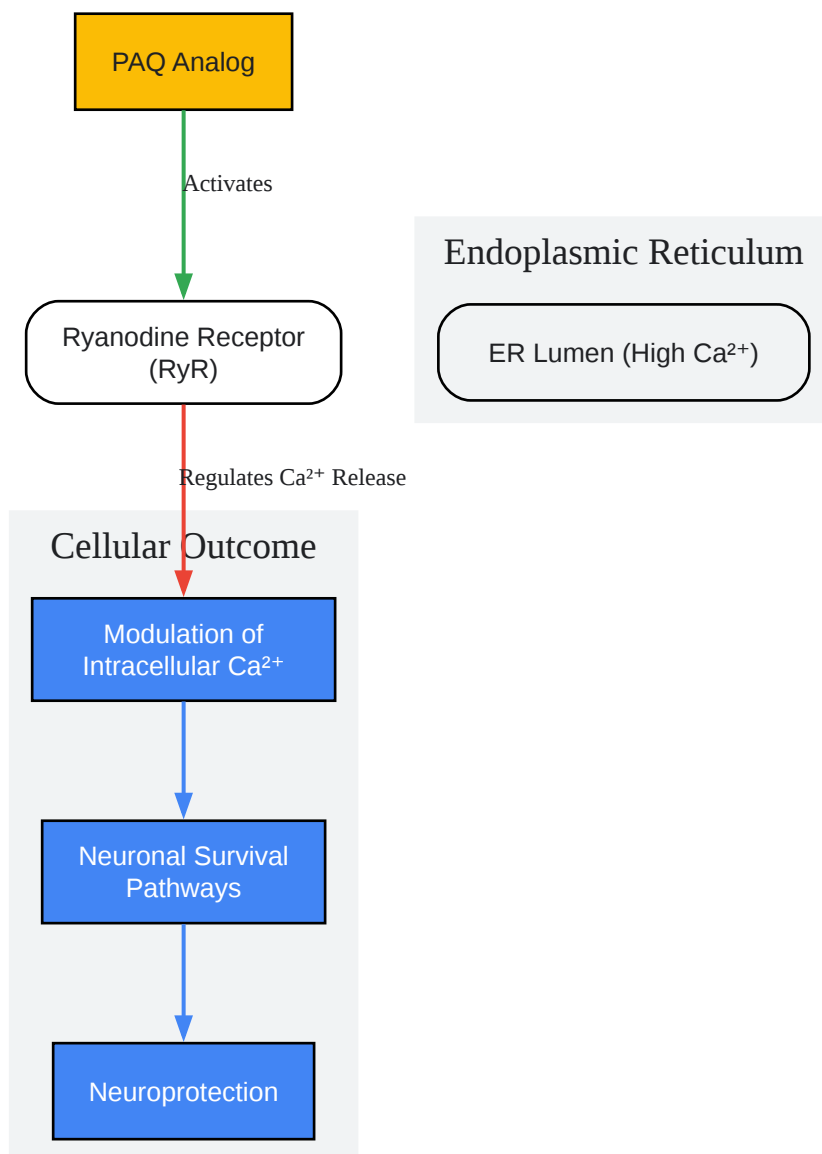 PAQ Analog
Activates
Endoplasmic Reticulum
Ryanodine Receptor
(RyR)
ER Lumen (High Ca²⁺)
Regulates Ca²⁺ Release
Cellular Outcome
Modulation of
Intracellular Ca²⁺
Neuronal Survival
Pathways
Neuroprotection